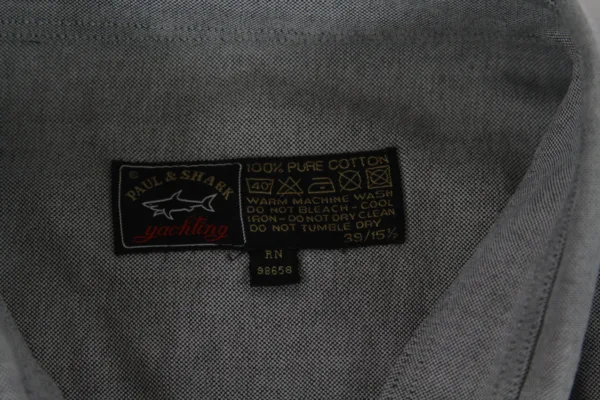 © PAUL & SHARK
yachting
100% PURE COTTON
40
WARM MACHINE WASH
DO NOT BLEACH - COOL
IRON - DO NOT DRY CLEAN
DO NOT TUMBLE DRY
39/15½
RN
98656